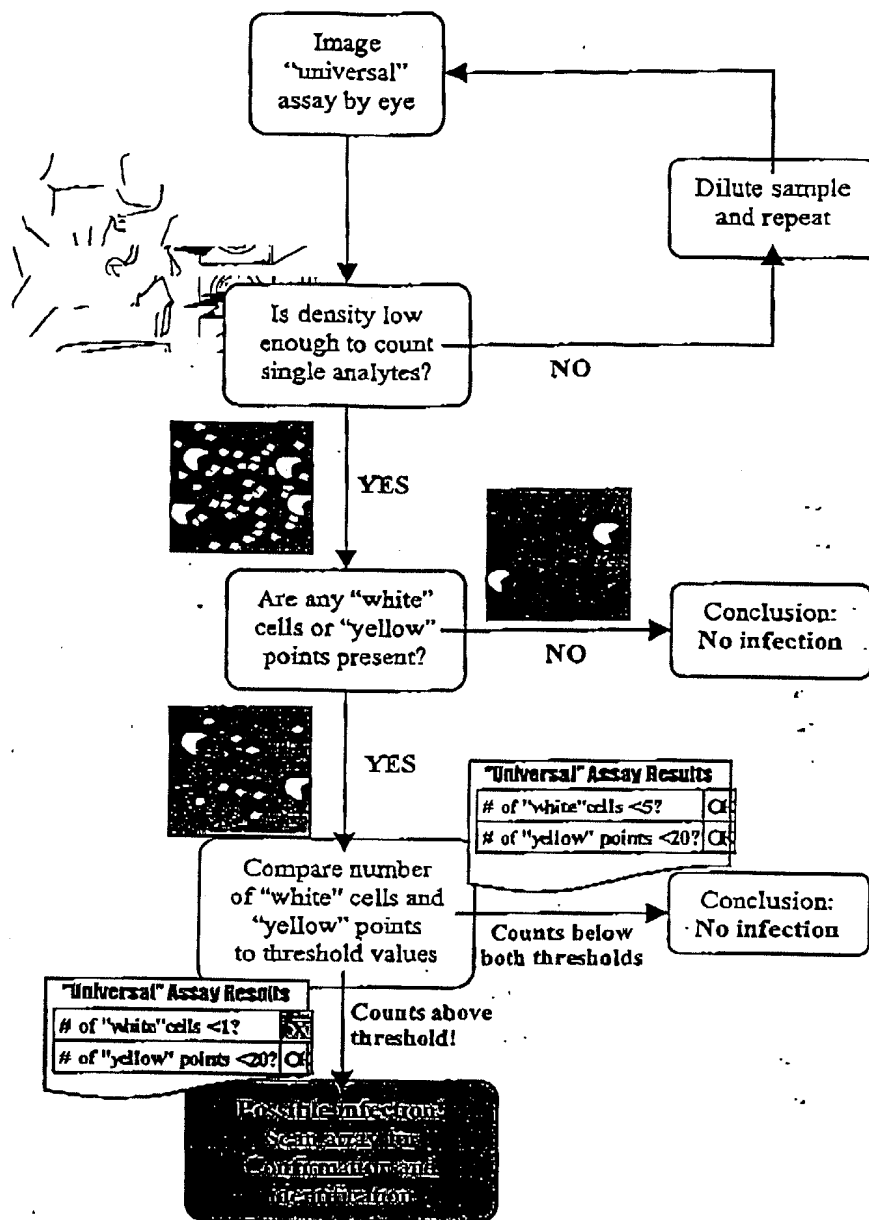 Image
“universal”
assay by eye
Dilute sample
and repeat
Is density low
enough to count
single analytes?
NO
YES
Are any “white”
cells or “yellow”
points present?
NO
Conclusion:
No infection
YES
"Universal" Assay Results
# of "white"cells <5?
# of "yellow" points <20?
Compare number
of “white” cells and
“yellow” points
to threshold values
Counts below
both thresholds
Conclusion:
No infection
"Universal" Assay Results
# of "white"cells <1?
# of "yellow" points <20?
Counts above
threshold!
Possible infection:
Scan array for
Confirmation and
identification